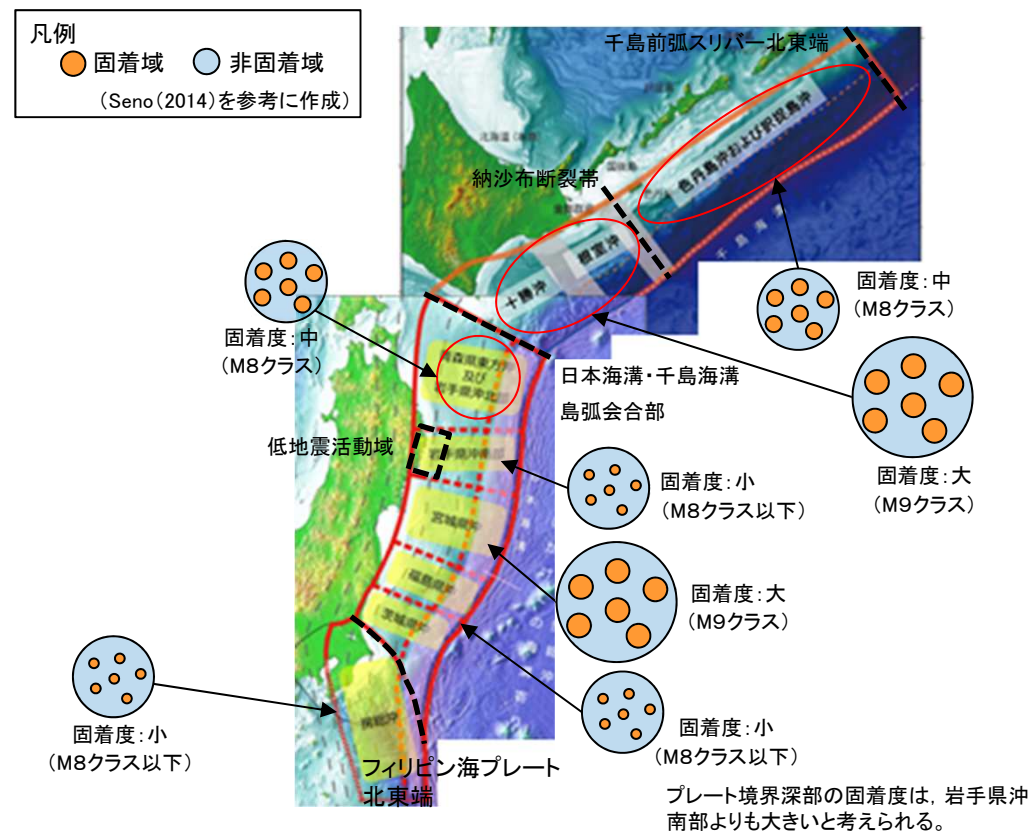 凡例
固着域
非固着域
(Seno(2014)を参考に作成)
千島前弧スリバー北東端
色丹島沖および択捉島沖
納沙布断裂帯
根室沖
十勝沖
千島海溝
固着度:中
(M8クラス)
固着度:中
(M8クラス)
青森県東方沖
及び
岩手県沖北部
日本海溝・千島海溝
島弧会合部
固着度:大
(M9クラス)
低地震活動域
岩手県沖南部
固着度:小
(M8クラス以下)
宮城県沖
固着度:大
(M9クラス)
福島県沖
茨城県沖
固着度:小
(M8クラス以下)
房総沖
固着度:小
(M8クラス以下)
フィリピン海プレート
北東端
プレート境界深部の固着度は,岩手県沖
南部よりも大きいと考えられる。